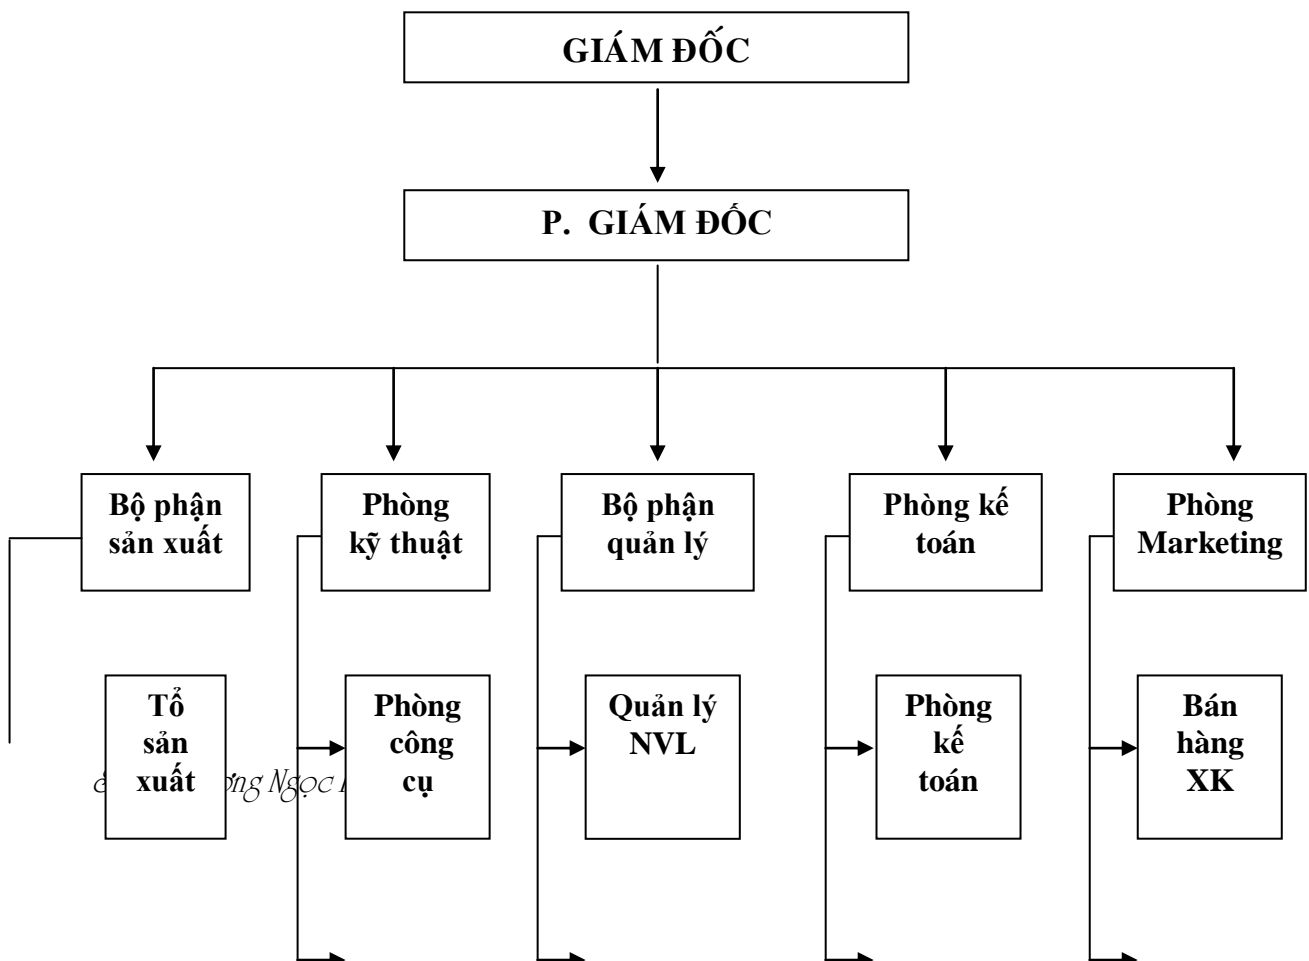 GIÁM ĐỐC
P. GIÁM ĐỐC
Bộ phận
sản xuất
Phòng
kỹ thuật
Bộ phận
quản lý
Phòng kế
toán
Phòng
Marketing
Tổ
sản
xuất
Phòng
công
cụ
Quản lý
NVL
Phòng
kế
toán
Bán
hàng
XK
Ngọc